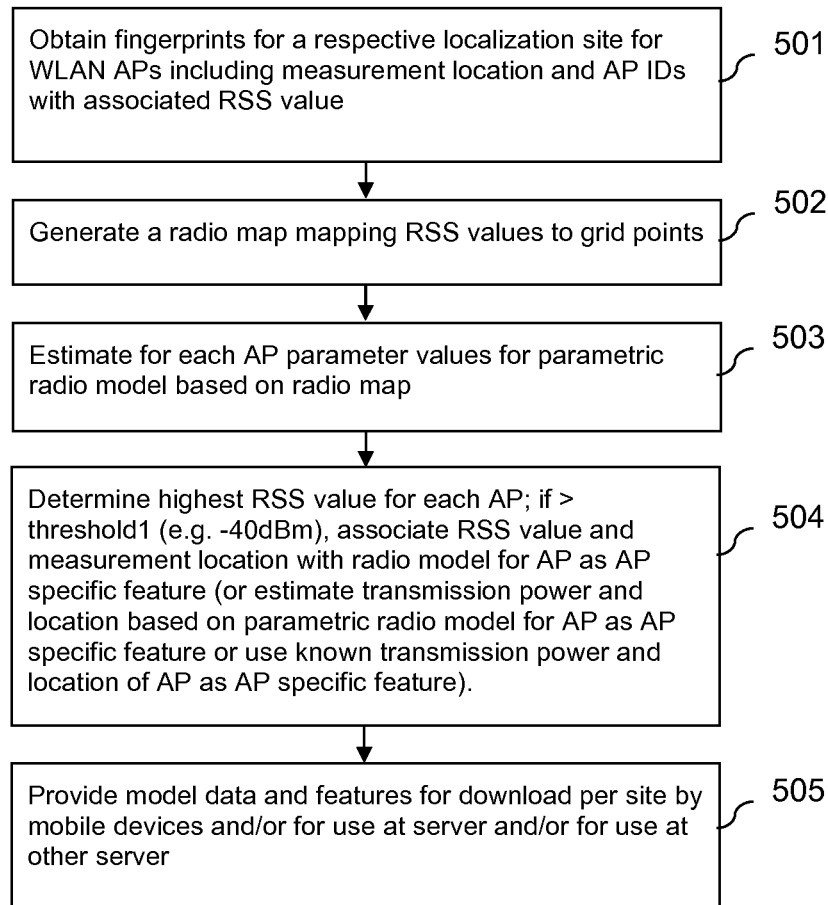 Obtain fingerprints for a respective localization site for
WLAN APs including measurement location and AP IDs
with associated RSS value
501
Generate a radio map mapping RSS values to grid points
502
Estimate for each AP parameter values for parametric
radio model based on radio map
503
Determine highest RSS value for each AP; if >
threshold1 (e.g. -40dBm), associate RSS value and
measurement location with radio model for AP as AP
specific feature (or estimate transmission power and
location based on parametric radio model for AP as AP
specific feature or use known transmission power and
location of AP as AP specific feature).
504
Provide model data and features for download per site by
mobile devices and/or for use at server and/or for use at
other server
505